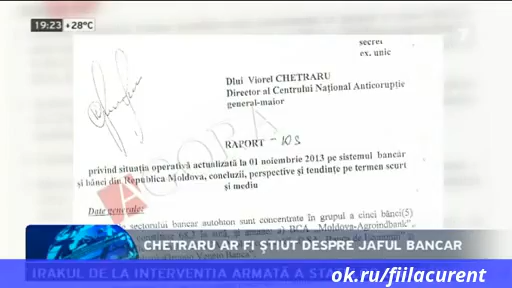 19:23 +28°C
secret
ex. unic
Dlui Viorel CHETRARU
Director al Centrului Național Anticorupție
general-maior
AGORA
RAPORT - 103
privind situația operativă actualizată la 01 noiembrie 2013 pe sistemul bancar
și bănci din Republica Moldova, concluzii, perspective și tendințe pe termen scurt
și mediu
Date generale:
sectorului bancar autohton sunt concentrate în grupul a cinci bănci(5)
BCA „Moldova-Agroindbank"
CHETRARU AR FI ȘTIUT DESPRE JAFUL BANCAR
IRAKUL DE LA INTERVENȚIA ARMATĂ A
ok.ru/fiilacurent